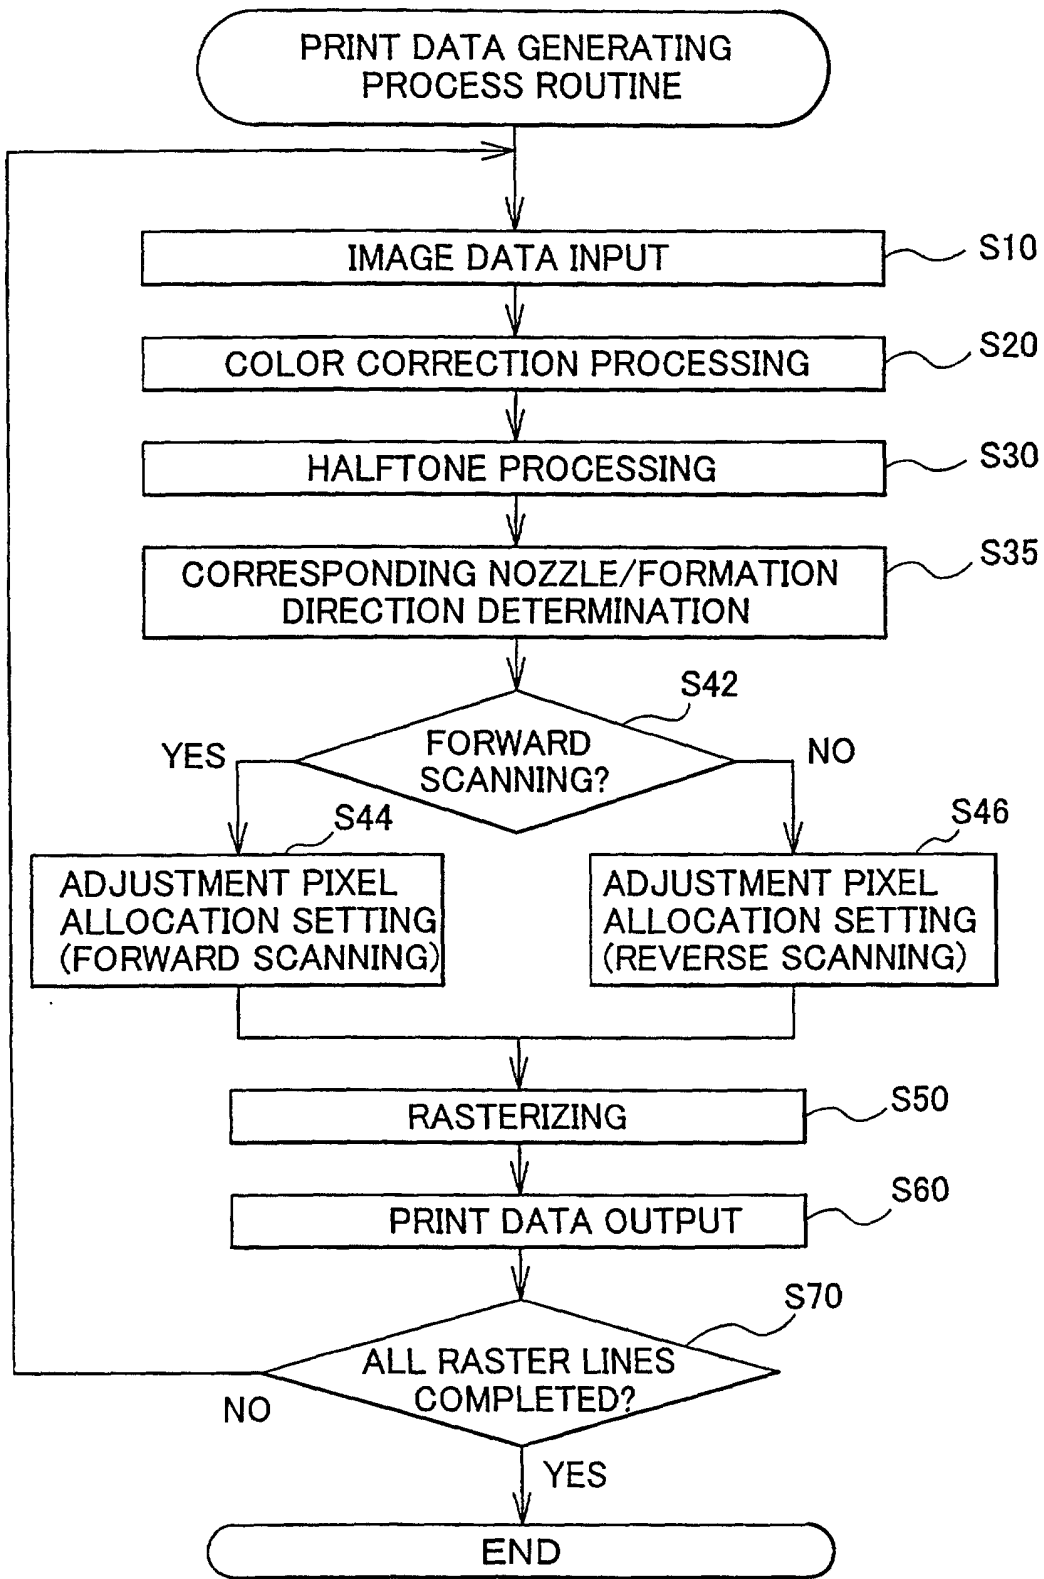 PRINT DATA GENERATING
PROCESS ROUTINE
IMAGE DATA INPUT
S10
COLOR CORRECTION PROCESSING
S20
HALFTONE PROCESSING
S30
CORRESPONDING NOZZLE/FORMATION
DIRECTION DETERMINATION
S35
S42
FORWARD
SCANNING?
YES
NO
S44
ADJUSTMENT PIXEL
ALLOCATION SETTING
(FORWARD SCANNING)
S46
ADJUSTMENT PIXEL
ALLOCATION SETTING
(REVERSE SCANNING)
RASTERIZING
S50
PRINT DATA OUTPUT
S60
S70
ALL RASTER LINES
COMPLETED?
NO
YES
END